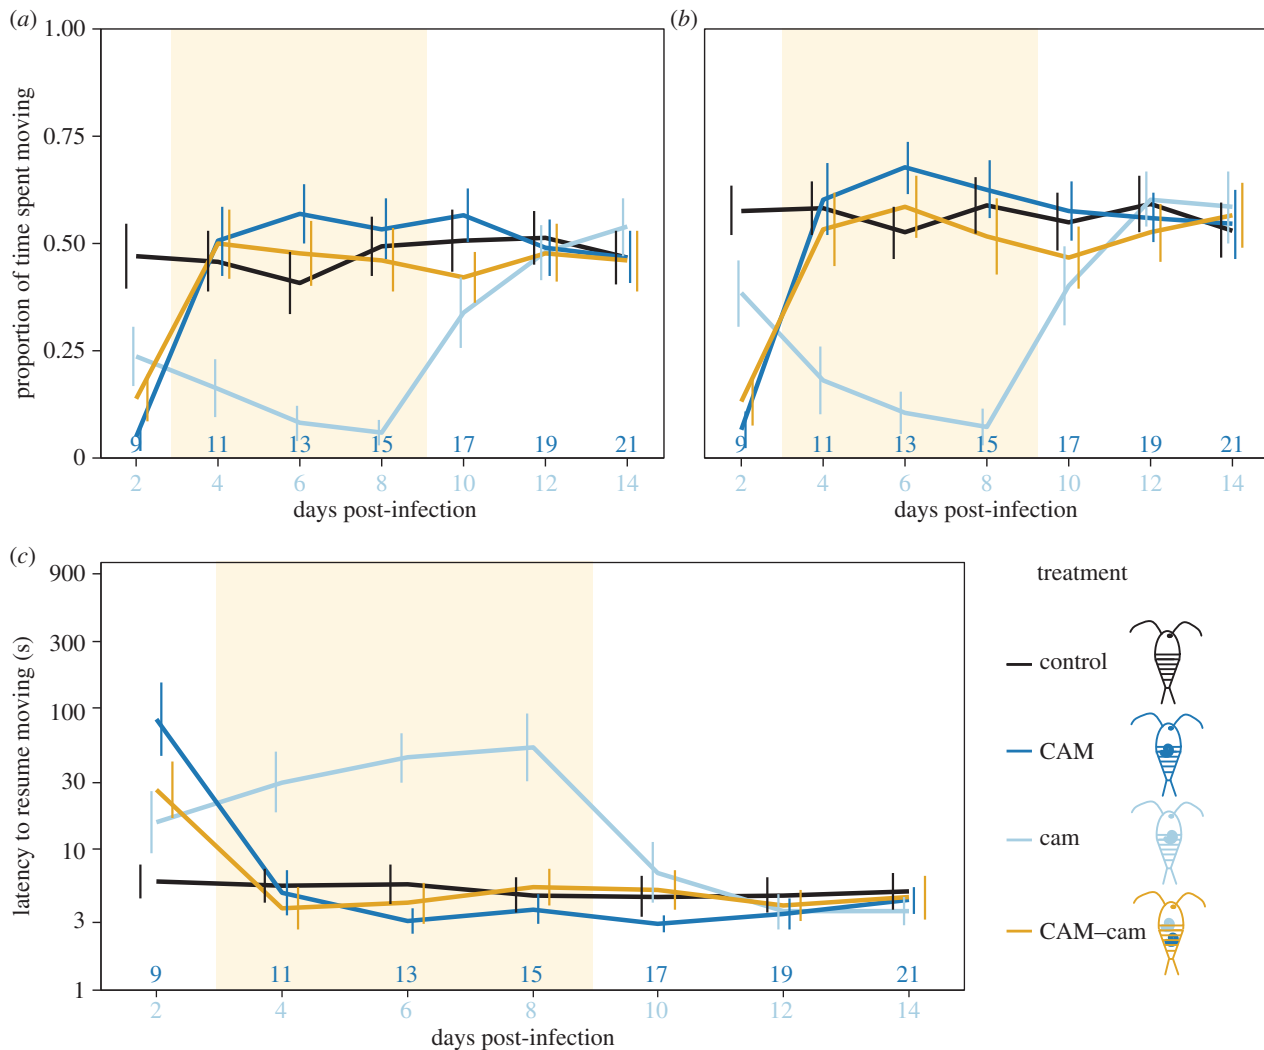 (a)
(b)
proportion of time spent moving
1.00
0.75
0.50
0.25
0
9 11 13 15 17 19 21
2 4 6 8 10 12 14
days post-infection
9 11 13 15 17 19 21
2 4 6 8 10 12 14
days post-infection
(c)
latency to resume moving (s)
900
300
100
30
10
3
1
9 11 13 15 17 19 21
2 4 6 8 10 12 14
days post-infection
treatment
control
CAM
cam
CAM–cam